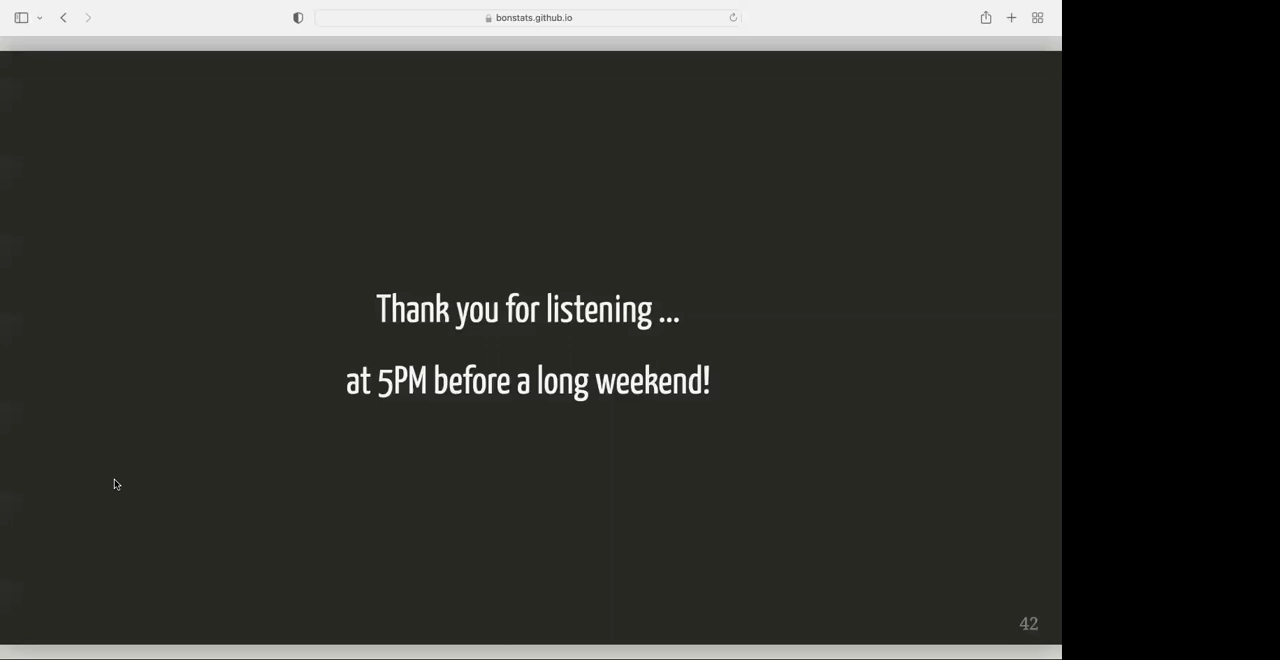 bonstats.github.io
Thank you for listening ...
at 5PM before a long weekend!
42